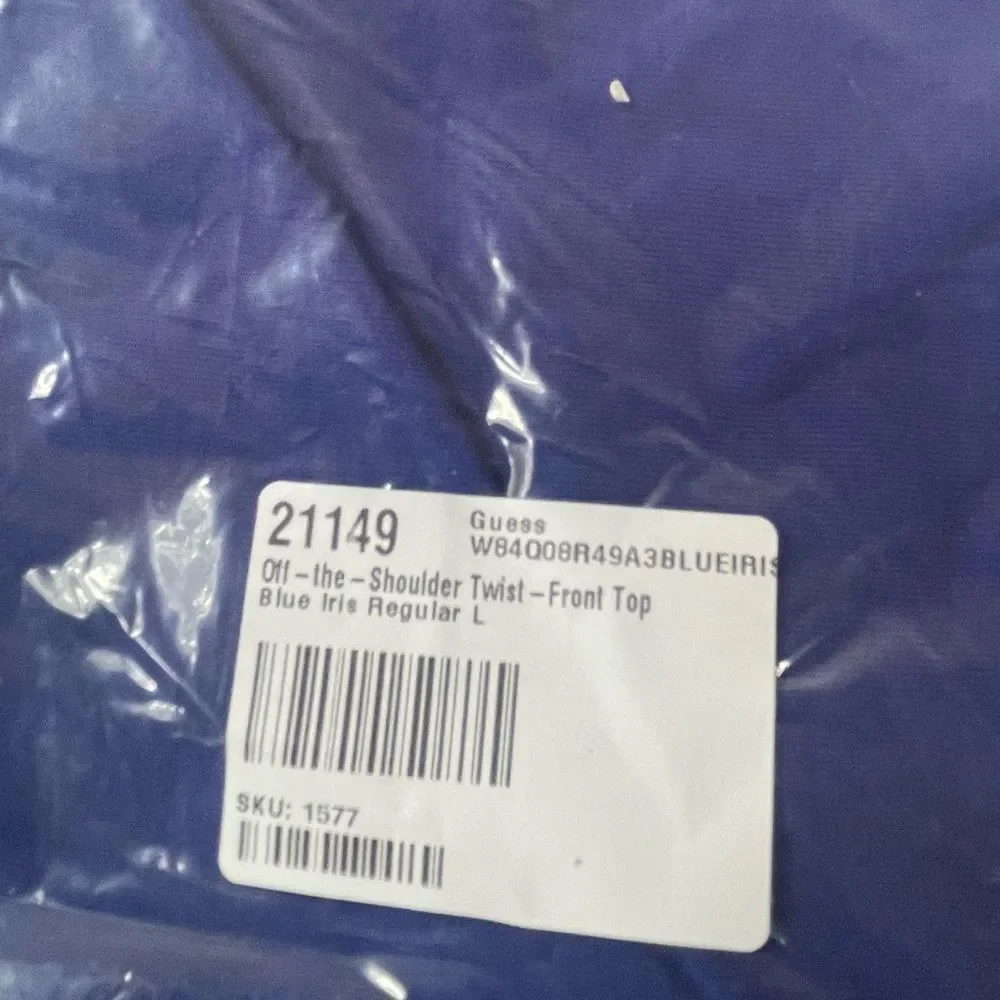 21149
Guess
W84Q08R49A3BLUEIRIS
Off-the-Shoulder Twist-Front Top
Blue Iris Regular L
SKU: 1577